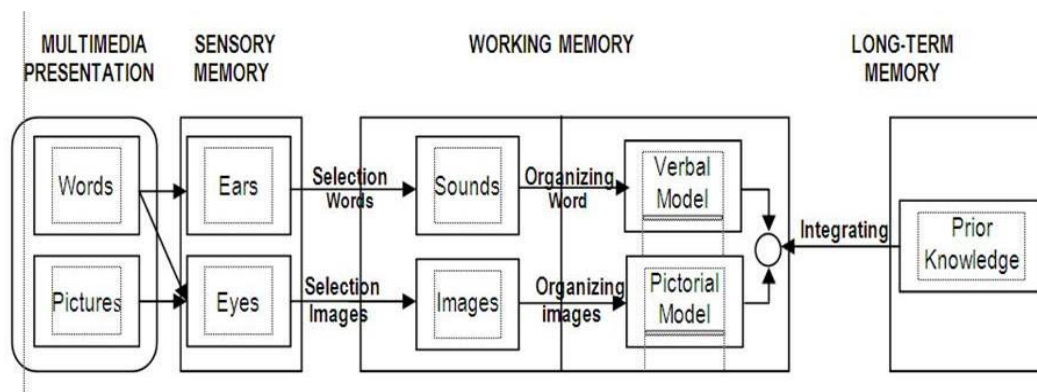 MULTIMEDIA
PRESENTATION
SENSORY
MEMORY
WORKING MEMORY
LONG-TERM
MEMORY
Words
Ears
Selection
Words
Sounds
Organizing
Word
Verbal
Model
Integrating
Prior
Knowledge
Pictures
Eyes
Selection
Images
Images
Organizing
images
Pictorial
Model